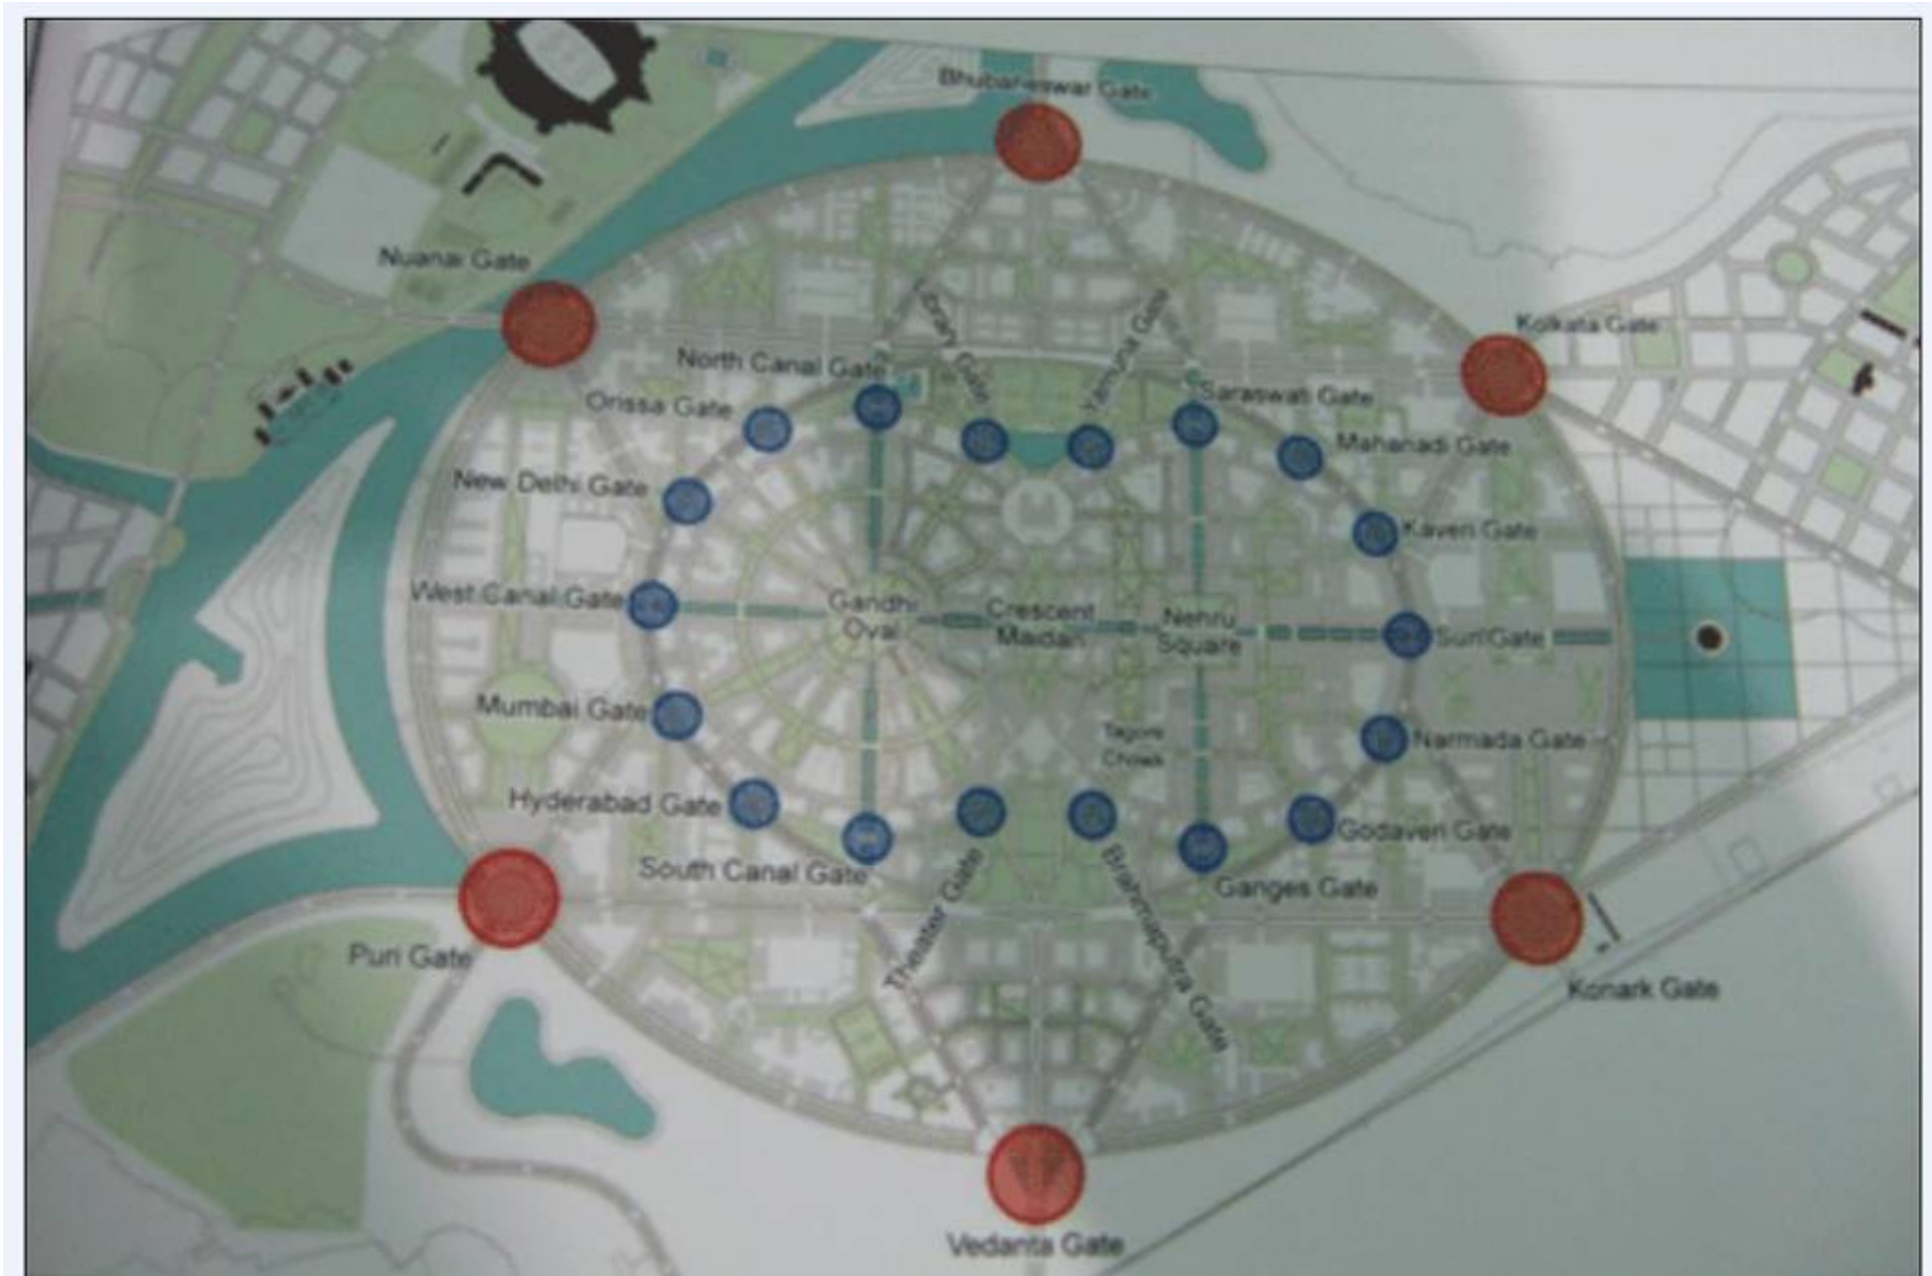 Bhubaneswar Gate
Nuanai Gate
Kolkata Gate
North Canal Gate
Library Gate
Yamuna Gate
Saraswati Gate
Orissa Gate
Mahanadi Gate
New Delhi Gate
Kaveri Gate
West Canal Gate
Gandhi
Oval
Crescent
Maidan
Nehru
Square
Sun Gate
Mumbai Gate
Tagore
Chowk
Narmada Gate
Hyderabad Gate
Godaveri Gate
South Canal Gate
Theater Gate
Brahmaputra Gate
Ganges Gate
Puri Gate
Konark Gate
Vedanta Gate